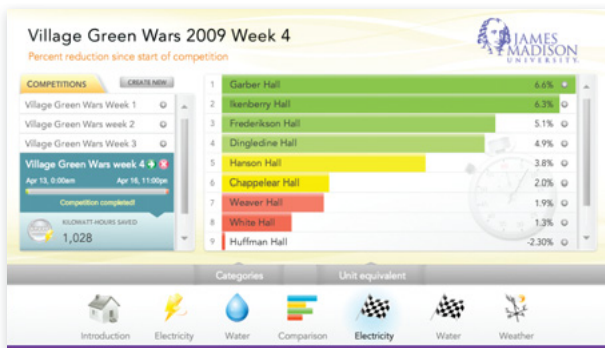 Village Green Wars 2009 Week 4
Percent reduction since start of competition
JAMES
MADISON
UNIVERSITY.
COMPETITIONS
CREATE NEW
Village Green Wars Week 1
Village Green Wars week 2
Village Green Wars Week 3
Village Green Wars week 4
Apr 13, 0:00am Apr 16, 11:00pm
Competition completed!
KILOWATT-HOURS SAVED
1,028
1 Garber Hall 6.6%
2 Ikenberry Hall 6.3%
3 Frederikson Hall 5.1%
4 Dingledine Hall 4.9%
5 Hanson Hall 3.8%
6 Chappelear Hall 2.0%
7 Weaver Hall 1.9%
8 White Hall 1.3%
9 Huffman Hall -2.30%
Categories Unit equivalent
Introduction Electricity Water Comparison Electricity Water Weather